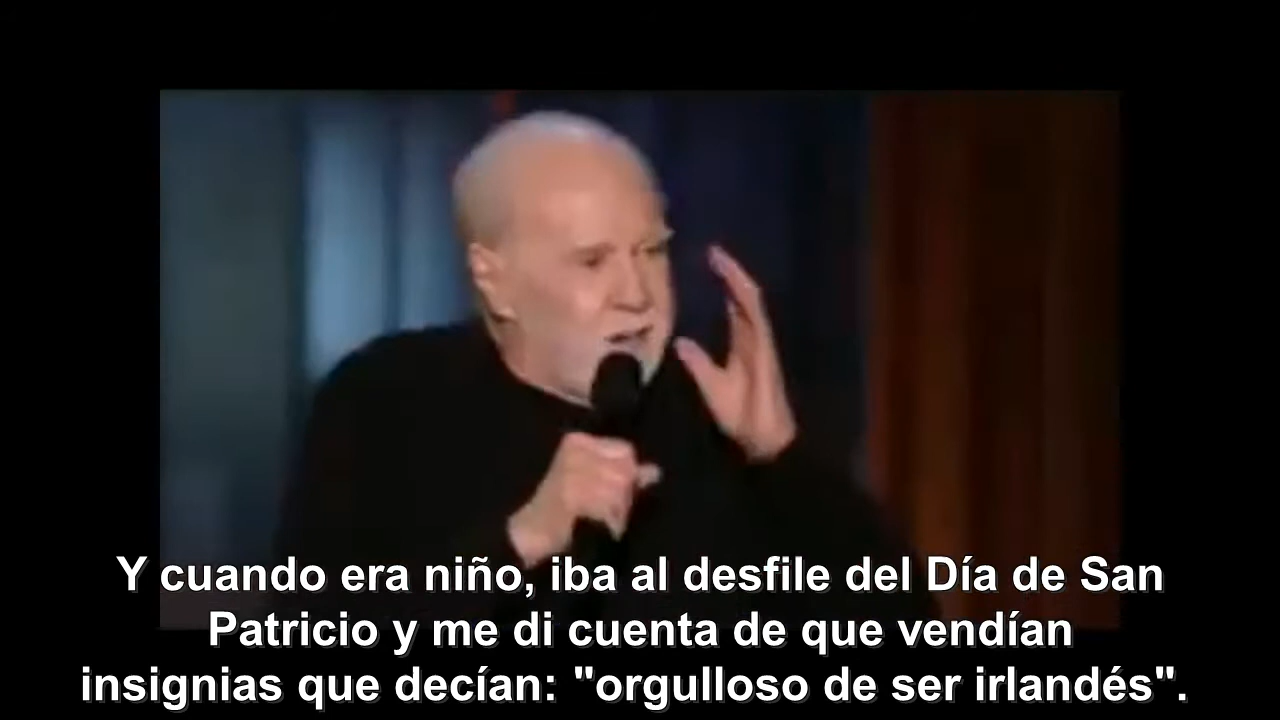 Y cuando era niño, iba al desfile del Día de San
Patricio y me di cuenta de que vendían
insignias que decían: "orgulloso de ser irlandés".